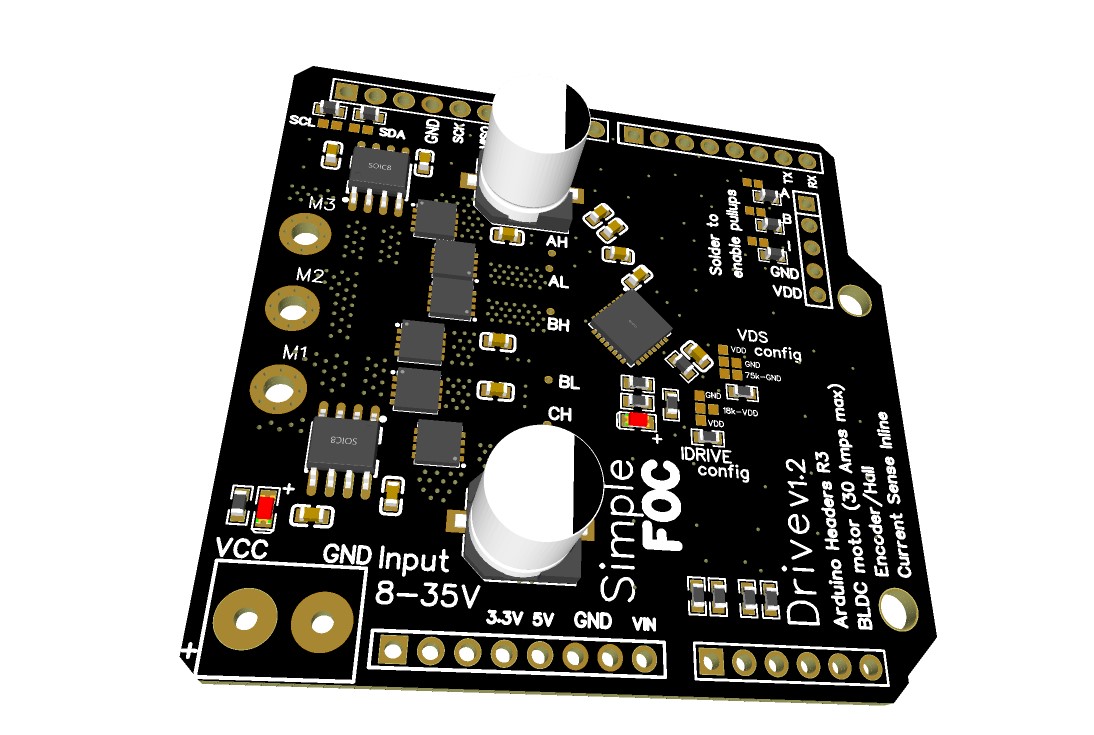 SCL
SDA
GND
SCK
MISO
TX
RX
SOIC8
M3
AH
AL
BH
BL
CH
M2
M1
Solder to
enable pullups
A
B
I
GND
VDD
VDS
config
VDD
GND
75k-GND
GND
18k-VDD
VDD
+
IDRIVE
config
SOIC8
+
VCC
GND
Input
8-35V
+
Simple
FOC
Drive v1.2
Arduino Headers R3
BLDC motor (30 Amps max)
Encoder/Hall
Current Sense Inline
3.3V
5V
GND
VIN